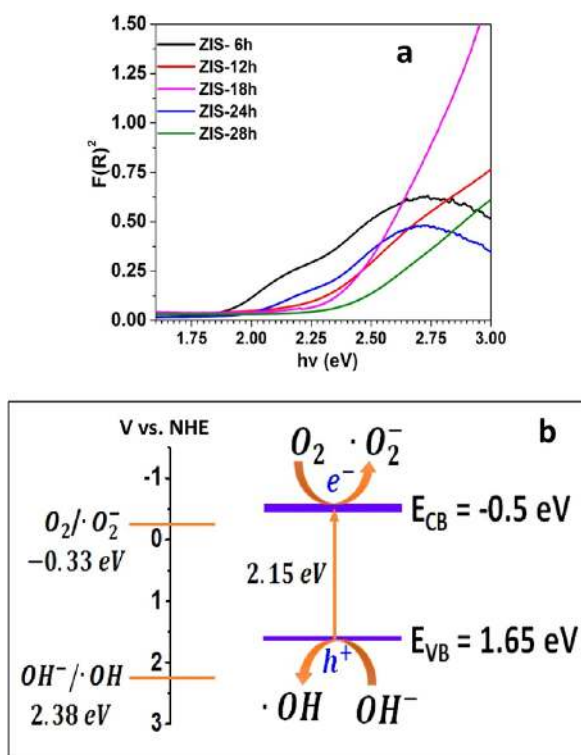 1.50
1.25
1.00
0.75
0.50
0.25
0.00
F(R)²
ZIS- 6h
ZIS-12h
ZIS-18h
ZIS-24h
ZIS-28h
a
1.75 2.00 2.25 2.50 2.75 3.00
hν (eV)
V vs. NHE
b
-1
0
1
2
3
O₂/·O₂⁻
−0.33 eV
OH⁻/·OH
2.38 eV
O₂ ·O₂⁻
e⁻
E_CB = -0.5 eV
2.15 eV
E_VB = 1.65 eV
h⁺
·OH OH⁻